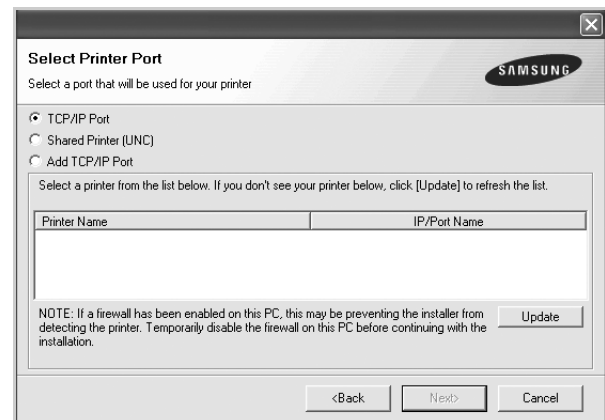 Select Printer Port
Select a port that will be used for your printer
SAMSUNG
TCP/IP Port
Shared Printer (UNC)
Add TCP/IP Port
Select a printer from the list below. If you don't see your printer below, click [Update] to refresh the list.
Printer Name IP/Port Name
NOTE: If a firewall has been enabled on this PC, this may be preventing the installer from
detecting the printer. Temporarily disable the firewall on this PC before continuing with the
installation.
Update
<Back Next> Cancel